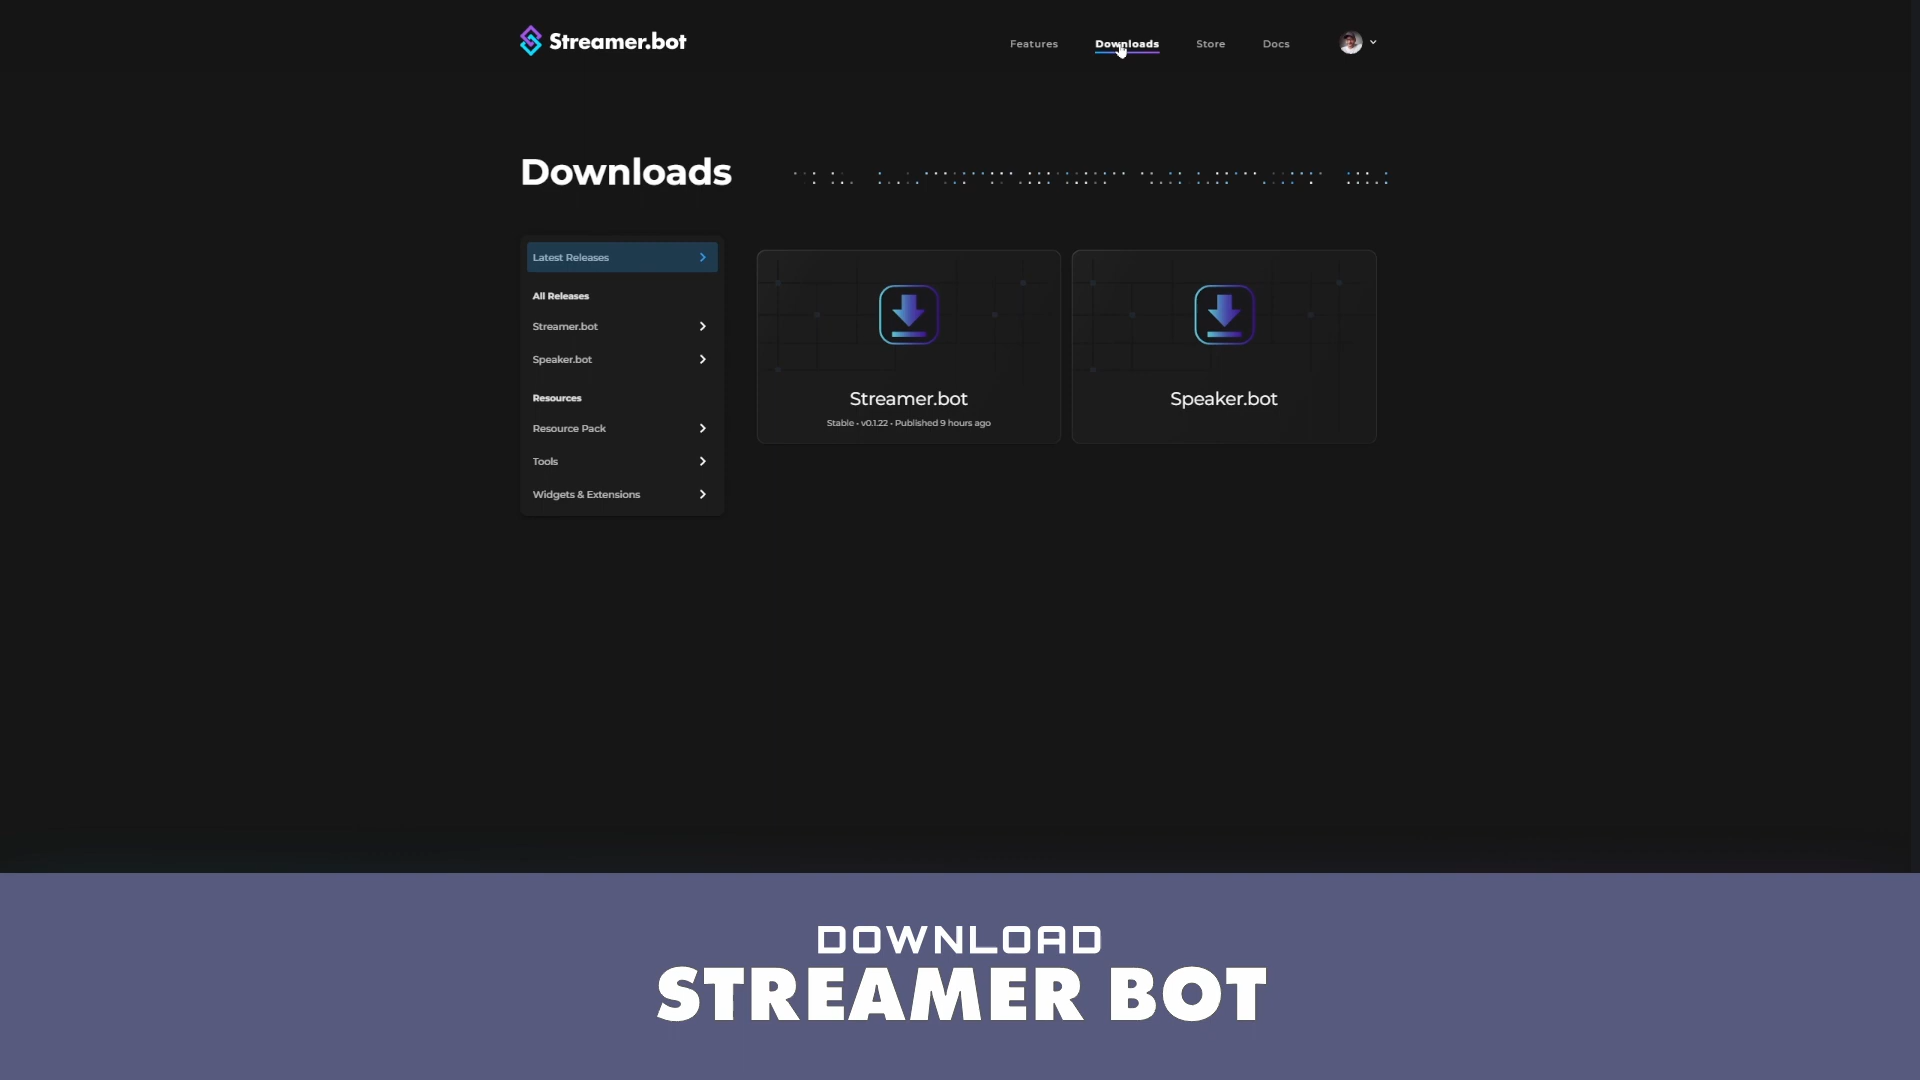 Streamer.bot
Features
Downloads
Store
Docs
Downloads
Latest Releases
All Releases
Streamer.bot
Speaker.bot
Resources
Resource Pack
Tools
Widgets & Extensions
Streamer.bot
Stable • v0.1.22 • Published 9 hours ago
Speaker.bot
DOWNLOAD
STREAMER BOT